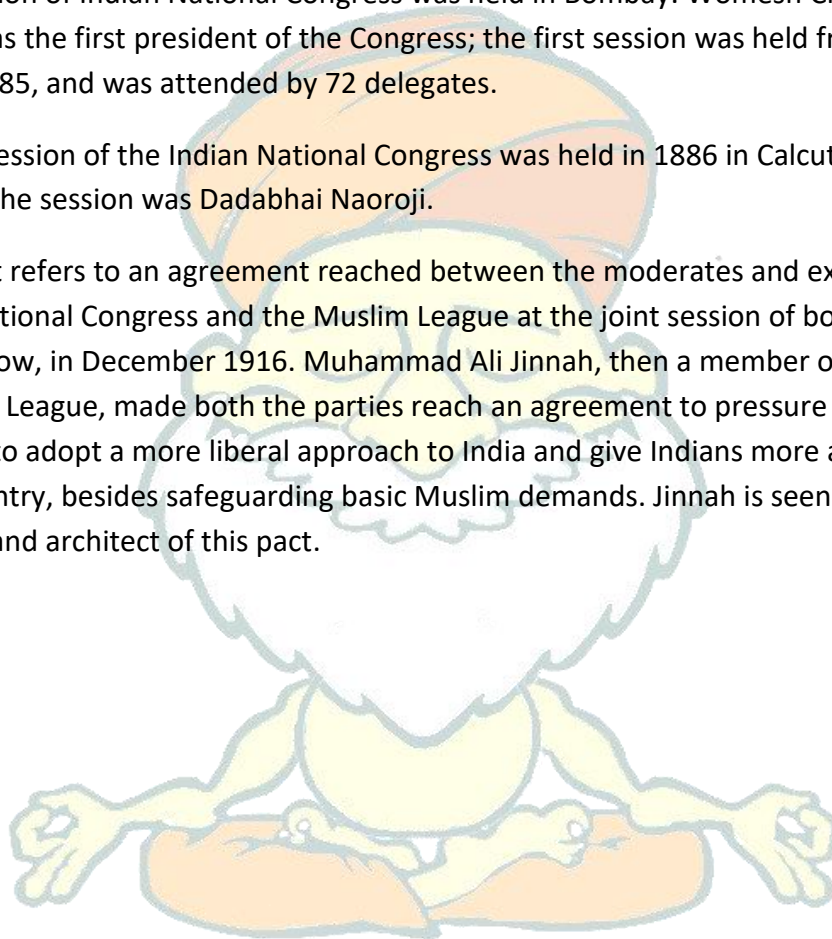 ion of Indian National Congress was held in Bombay. Womesh C
as the first president of the Congress; the first session was held fr
85, and was attended by 72 delegates.
ession of the Indian National Congress was held in 1886 in Calcut
he session was Dadabhai Naoroji.
t refers to an agreement reached between the moderates and ex
tional Congress and the Muslim League at the joint session of bo
ow, in December 1916. Muhammad Ali Jinnah, then a member o
League, made both the parties reach an agreement to pressure
to adopt a more liberal approach to India and give Indians more a
ntry, besides safeguarding basic Muslim demands. Jinnah is seen
and architect of this pact.